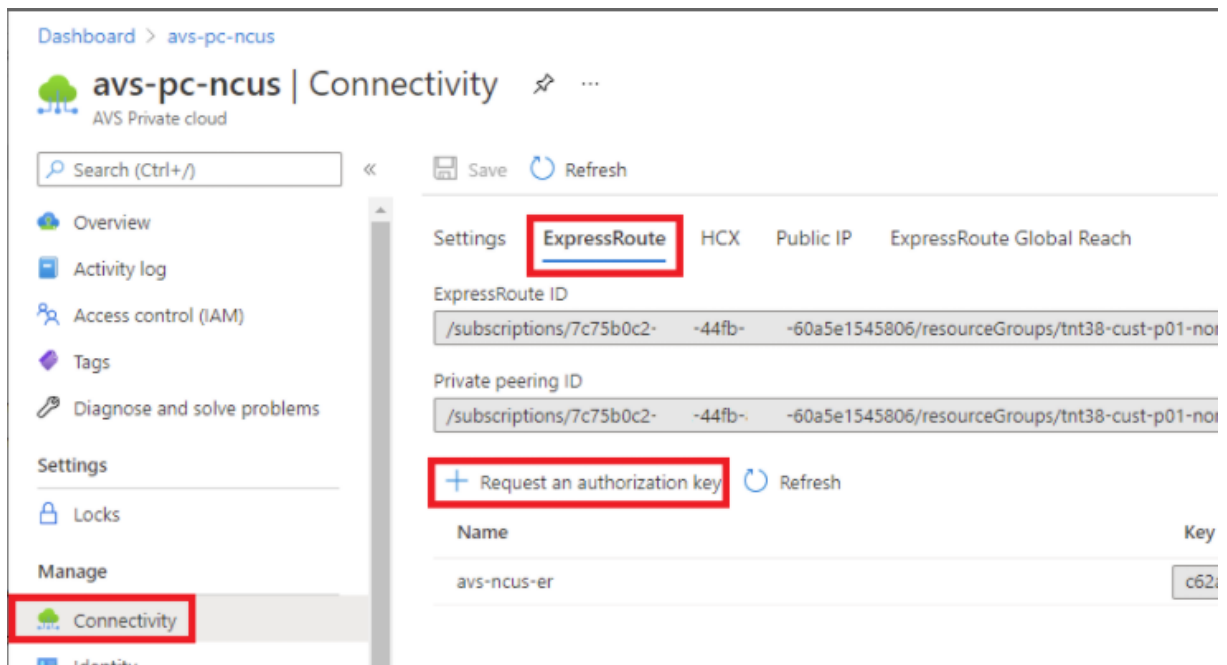 Dashboard > avs-pc-ncus
avs-pc-ncus | Connectivity ...
AVS Private cloud
Search (Ctrl+/) «
Overview
Activity log
Access control (IAM)
Tags
Diagnose and solve problems
Settings
Locks
Manage
Connectivity
Identity
Save Refresh
Settings ExpressRoute HCX Public IP ExpressRoute Global Reach
ExpressRoute ID
/subscriptions/7c75b0c2- -44fb- -60a5e1545806/resourceGroups/tnt38-cust-p01-nor
Private peering ID
/subscriptions/7c75b0c2- -44fb- -60a5e1545806/resourceGroups/tnt38-cust-p01-nor
+ Request an authorization key Refresh
Name Key
avs-ncus-er c62a